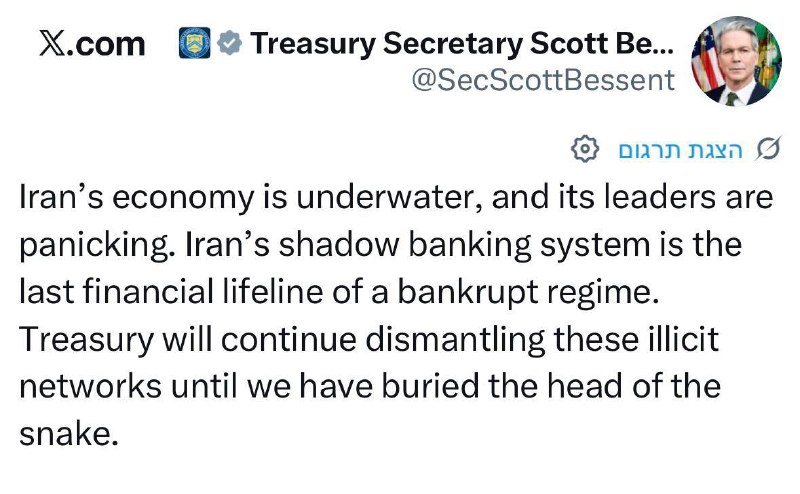 X.com
Treasury Secretary Scott Be...
@SecScottBessent
הצגת תרגום
Iran’s economy is underwater, and its leaders are
panicking. Iran’s shadow banking system is the
last financial lifeline of a bankrupt regime.
Treasury will continue dismantling these illicit
networks until we have buried the head of the
snake.